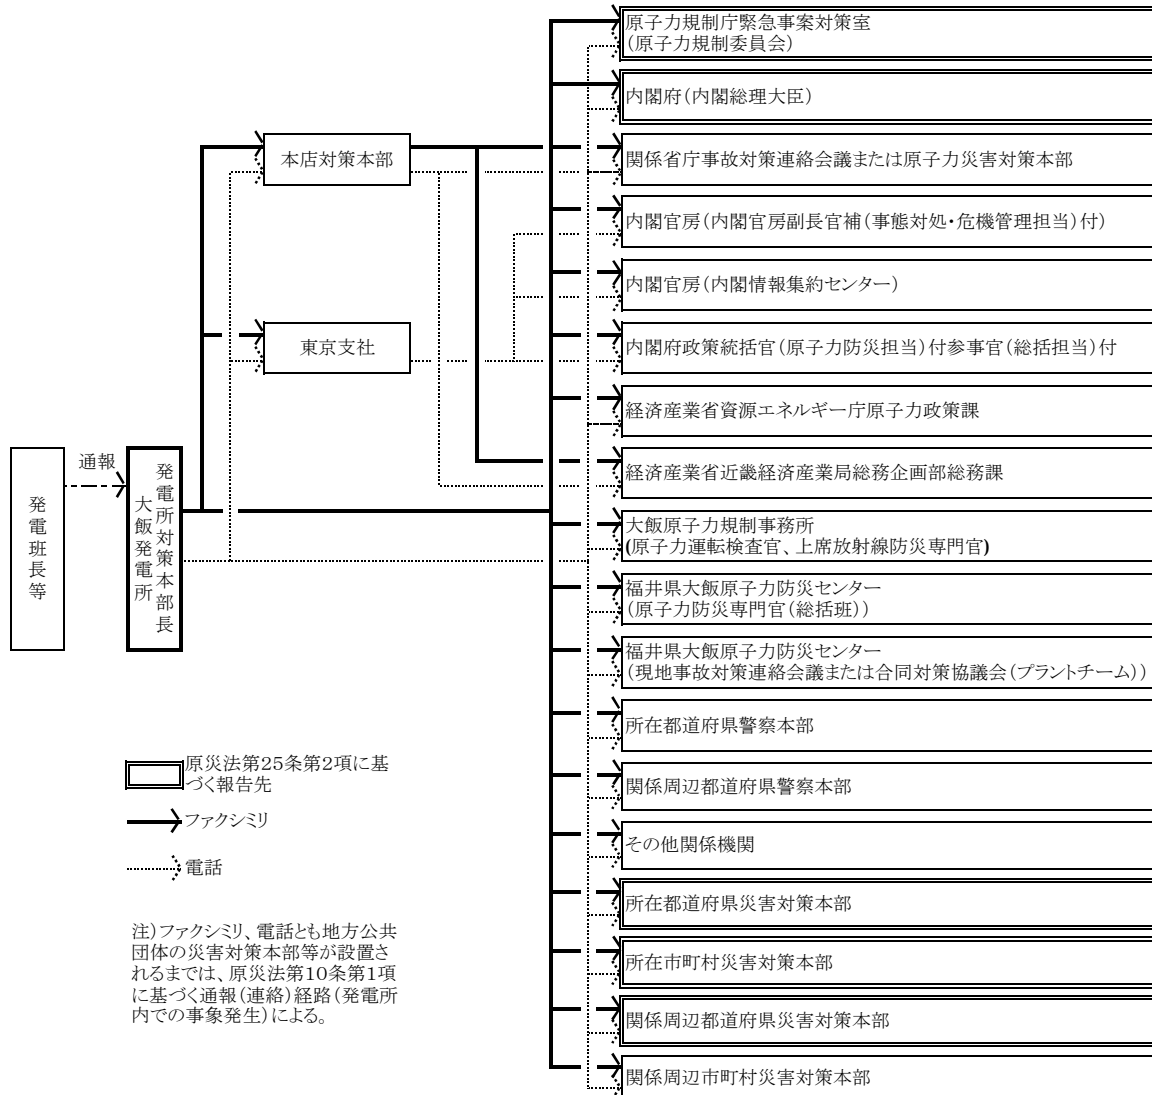 原子力規制庁緊急事案対策室
(原子力規制委員会)
内閣府(内閣総理大臣)
本店対策本部
関係省庁事故対策連絡会議または原子力災害対策本部
内閣官房(内閣官房副長官補(事態対処・危機管理担当)付)
内閣官房(内閣情報集約センター)
東京支社
内閣府政策統括官(原子力防災担当)付参事官(総括担当)付
経済産業省資源エネルギー庁原子力政策課
通報
経済産業省近畿経済産業局総務企画部総務課
発電班長等
発電所対策本部長
大飯発電所
大飯原子力規制事務所
(原子力運転検査官、上席放射線防災専門官)
福井県大飯原子力防災センター
(原子力防災専門官(総括班))
福井県大飯原子力防災センター
(現地事故対策連絡会議または合同対策協議会(プラントチーム))
所在都道府県警察本部
関係周辺都道府県警察本部
その他関係機関
所在都道府県災害対策本部
所在市町村災害対策本部
関係周辺都道府県災害対策本部
関係周辺市町村災害対策本部
原災法第25条第2項に基
づく報告先
ファクシミリ
電話
注)ファクシミリ、電話とも地方公共
団体の災害対策本部等が設置さ
れるまでは、原災法第10条第1項
に基づく通報(連絡)経路(発電所
内での事象発生)による。